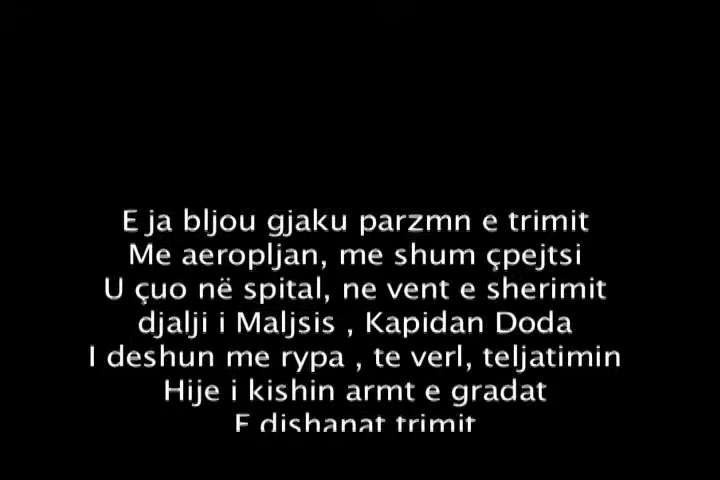 E ja bljou gjaku parzmn e trimit
Me aeropljan, me shum çpejtsi
U çuo në spital, ne vent e sherimit
djalji i Maljsis , Kapidan Doda
I deshun me rypa , te verl, teljatimin
Hije i kishin armt e gradat
E dishanat trimit